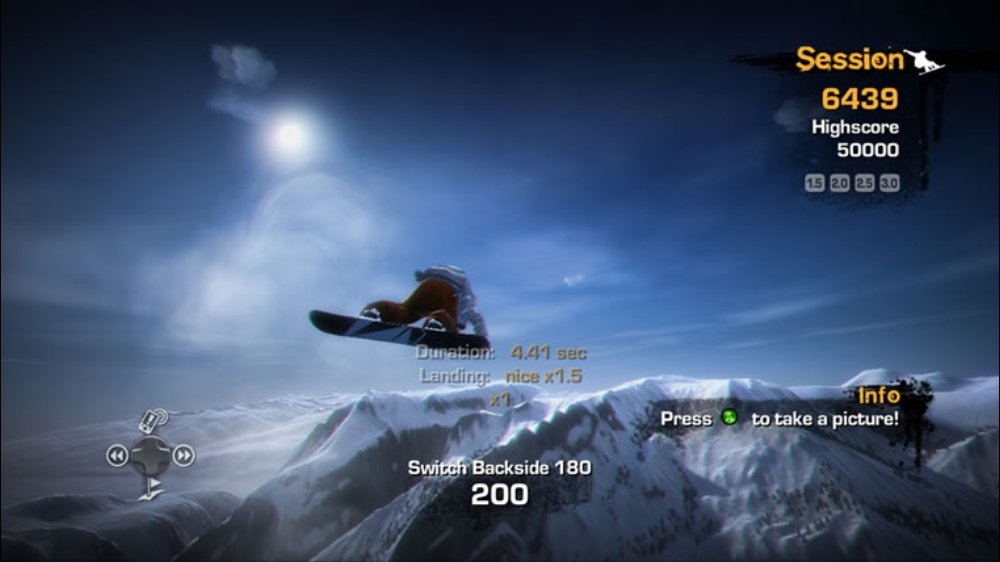 Session
6439
Highscore
50000
1.5 2.0 2.5 3.0
Duration: 4.41 sec
Landing: nice x1.5
x1
Info
Press A to take a picture!
Switch Backside 180
200